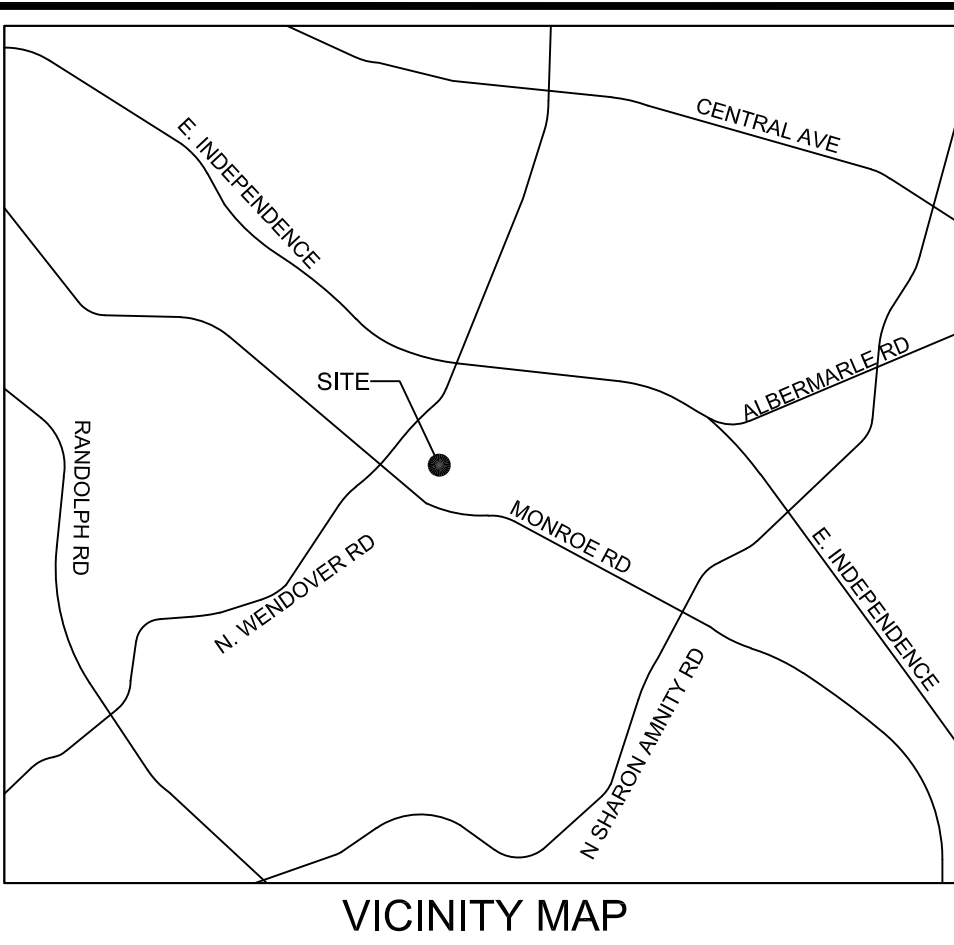 CENTRAL AVE
E. INDEPENDENCE
ALBERMARLE RD
SITE
RANDOLPH RD
MONROE RD
N. WENDOVER RD
E. INDEPENDENCE
N SHARON AMNITY RD
VICINITY MAP